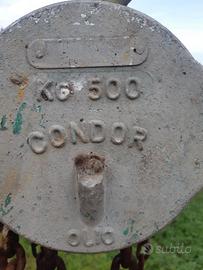 KG 500
CONDOR
OLIO
subito